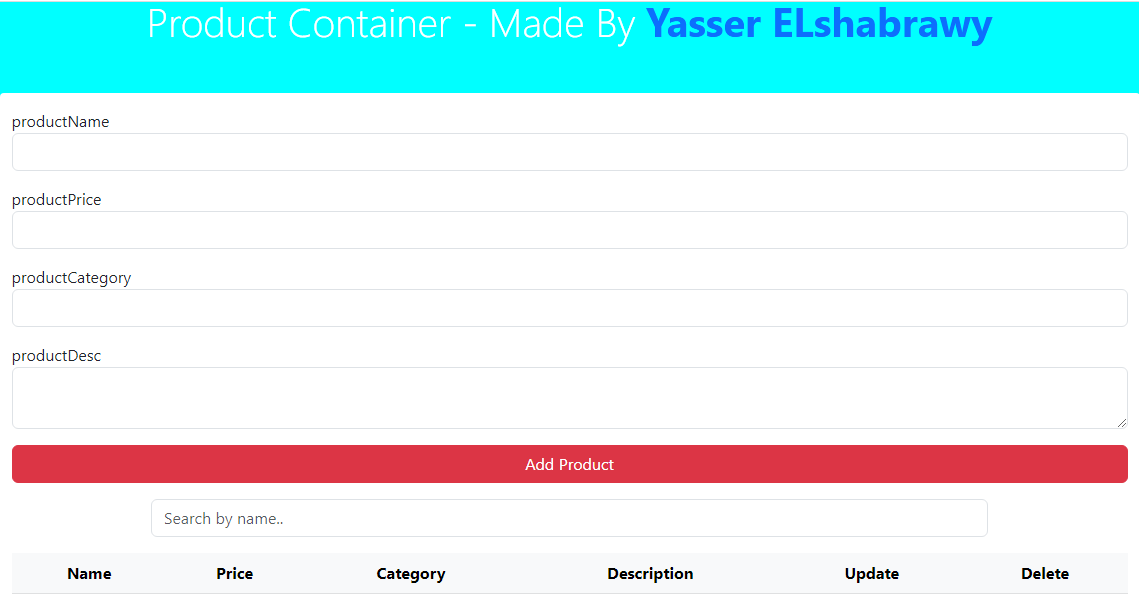 Product Container - Made By Yasser ELshabrawy
productName
productPrice
productCategory
productDesc
Add Product
Search by name..
Name Price Category Description Update Delete